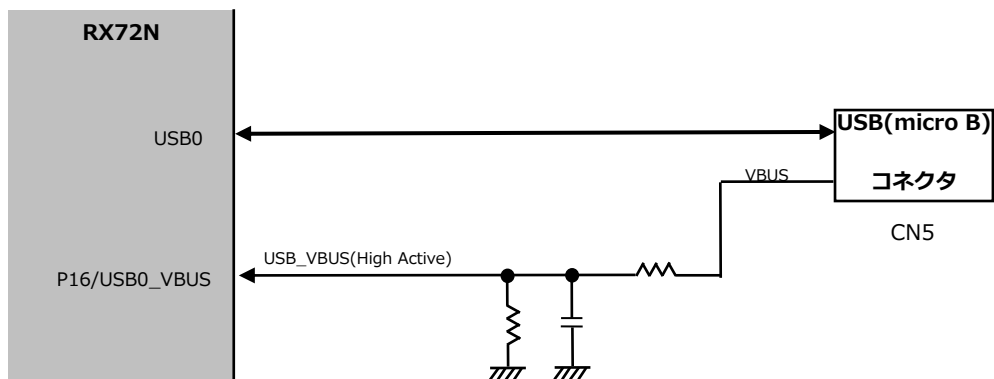 RX72N
USB0
USB(micro B)
コネクタ
VBUS
CN5
USB_VBUS(High Active)
P16/USB0_VBUS